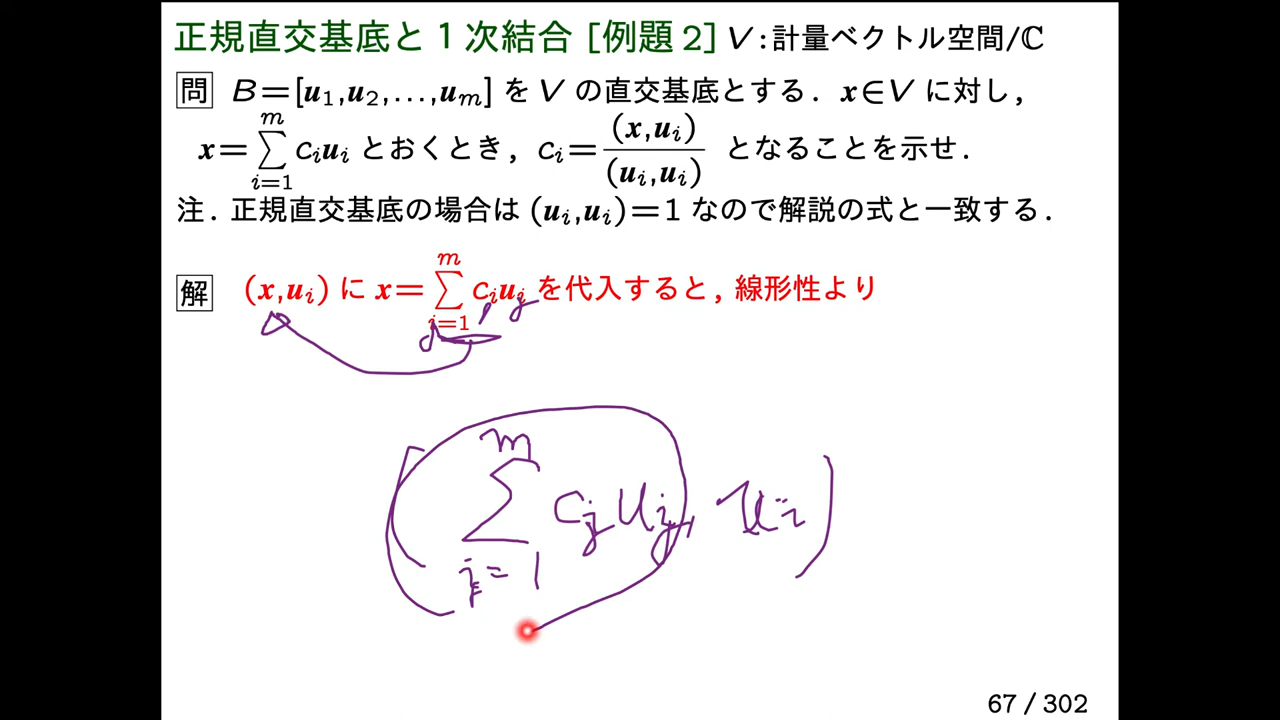 正規直交基底と1次結合 [例題2] V:計量ベクトル空間/ℂ
問 B=[u₁,u₂,...,uₘ] を V の直交基底とする. x∈V に対し,
x=∑_{i=1}^{m} cᵢuᵢ とおくとき, cᵢ=(x,uᵢ)/(uᵢ,uᵢ) となることを示せ.
注. 正規直交基底の場合は (uᵢ,uᵢ)=1 なので解説の式と一致する.
解 (x,uᵢ) に x=∑_{i=1}^{m} cᵢuᵢ を代入すると, 線形性より
j j j
(∑_{j=1}^{m} cⱼuⱼ, uᵢ)
67 / 302